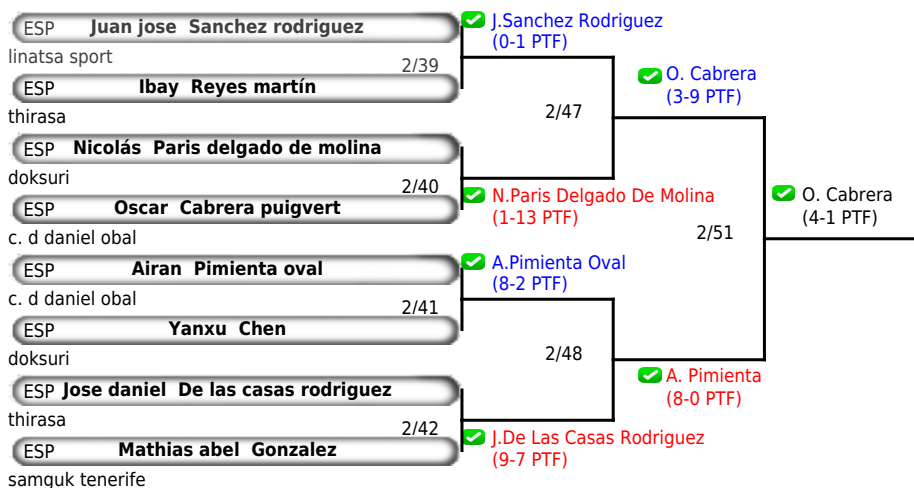 ESP Juan jose Sanchez rodriguez
linatsa sport
2/39
ESP Ibay Reyes martín
thirasa
ESP Nicolás Paris delgado de molina
doksuri
2/40
ESP Oscar Cabrera puigvert
c. d daniel obal
ESP Airan Pimienta oval
c. d daniel obal
2/41
ESP Yanxu Chen
doksuri
ESP Jose daniel De las casas rodriguez
thirasa
2/42
ESP Mathias abel Gonzalez
samguk tenerife
J.Sanchez Rodriguez
(0-1 PTF)
2/47
N.Paris Delgado De Molina
(1-13 PTF)
A.Pimienta Oval
(8-2 PTF)
2/48
J.De Las Casas Rodriguez
(9-7 PTF)
O. Cabrera
(3-9 PTF)
2/51
A. Pimienta
(8-0 PTF)
O. Cabrera
(4-1 PTF)